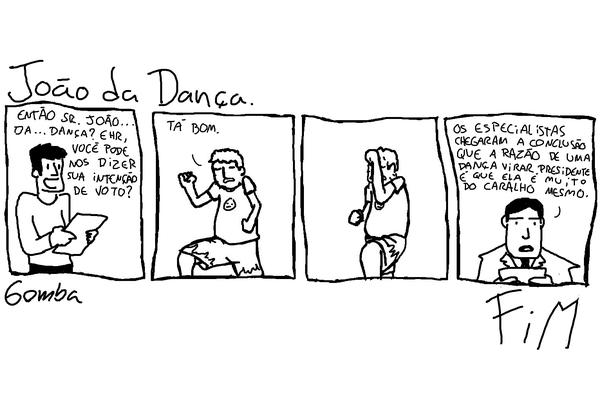 João da Dança.
ENTÃO SR. JOÃO...
DA... DANÇA? EHR,
VOCÊ PODE
NOS DIZER
SUA INTENÇÃO
DE VOTO?
TÁ BOM.
OS ESPECIALISTAS
CHEGARAM A CONCLUSÃO
QUE A RAZÃO DE UMA
DANÇA VIRAR PRESIDENTE
É QUE ELA É MUITO
DO CARALHO MESMO.
Gomba
FiM